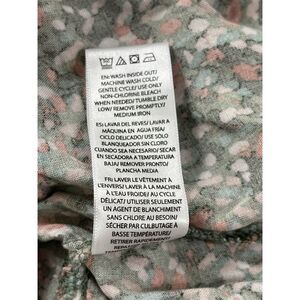 EN: WASH INSIDE OUT/
MACHINE WASH COLD/
GENTLE CYCLE/ USE ONLY
NON-CHLORINE BLEACH
WHEN NEEDED/ TUMBLE DRY
LOW/ REMOVE PROMPTLY/
MEDIUM IRON
ES: LAVAR DEL REVES/ LAVAR A
MÁQUINA EN AGUA FRÍA/
CICLO DELICADO/ USE SÓLO
BLANQUEADOR SIN CLORO
CUANDO SEA NECESARIO/ SECAR
EN SECADORA A TEMPERATURA
BAJA/ REMOVER PRONTO/
PLANCHA MEDIA
FR: LAVER LE VÊTEMENT À
L'ENVERS/ LAVER À LA MACHINE
À L'EAU FROIDE/ AU CYCLE
DÉLICAT/ UTILISER SEULEMENT
UN AGENT DE BLANCHIMENT
SANS CHLORE AU BESOIN/
SÉCHER PAR CULBUTAGE À
BASSE TEMPÉRATURE/
RETIRER RAPIDEMENT/